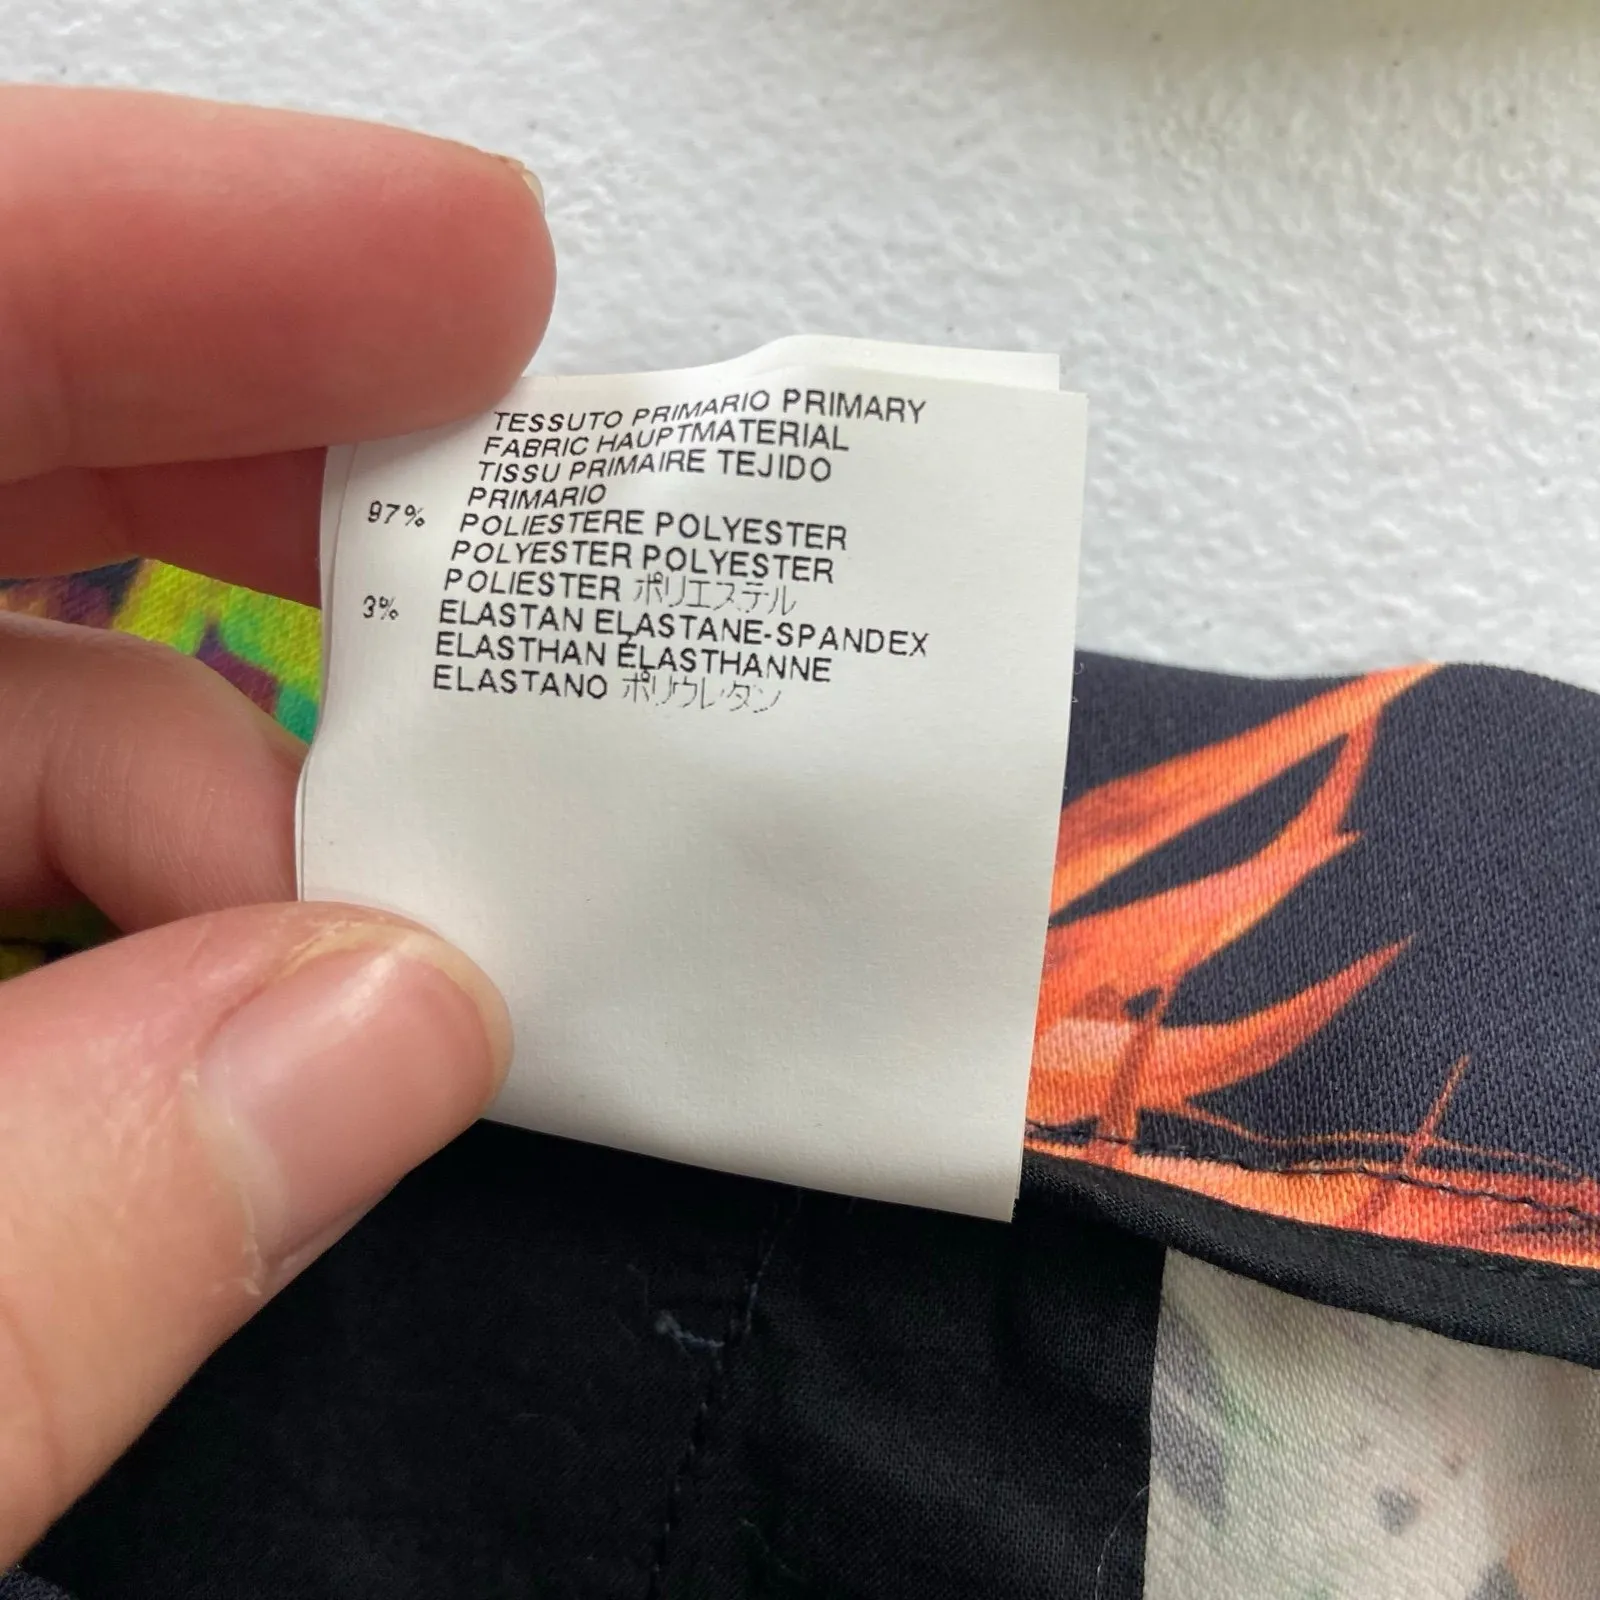 TESSUTO PRIMARIO PRIMARY
FABRIC HAUPTMATERIAL
TISSU PRIMAIRE TEJIDO
PRIMARIO
97% POLIESTERE POLYESTER
POLYESTER POLYESTER
POLIESTER ポリエステル
3% ELASTAN ELASTANE-SPANDEX
ELASTHAN ÉLASTHANNE
ELASTANO ポリウレタン